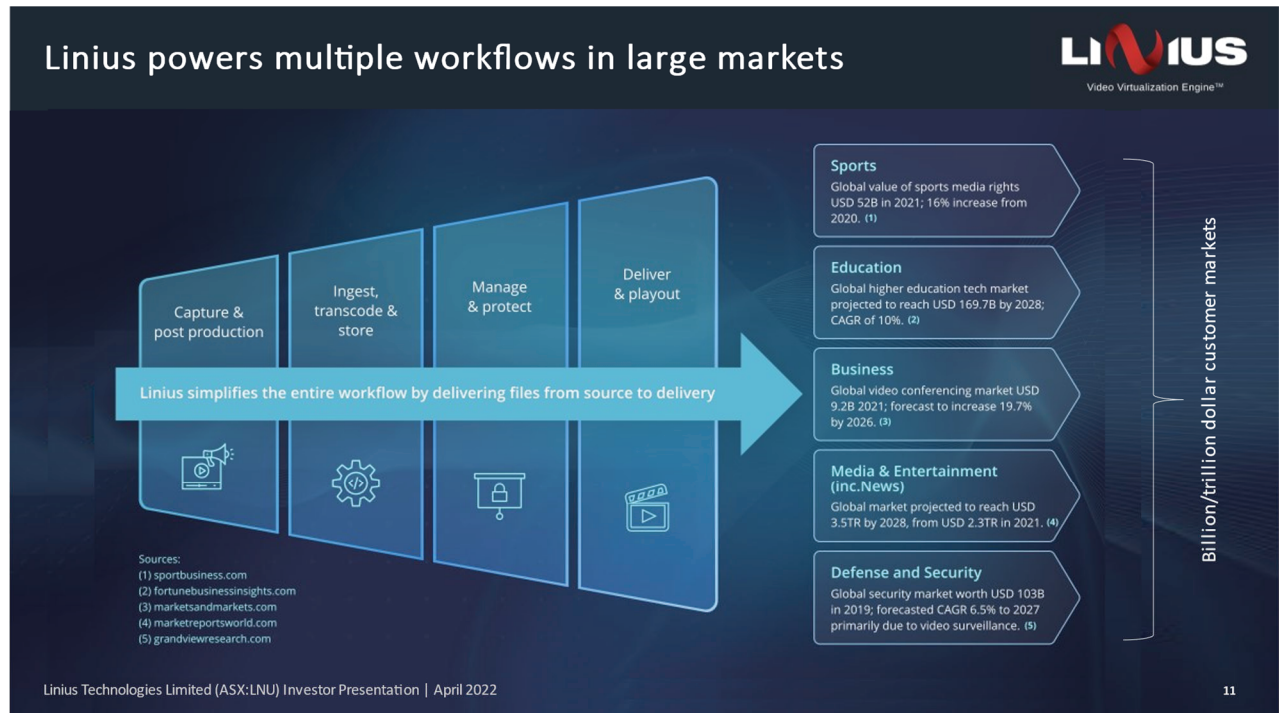 Linius powers multiple workflows in large markets
LINIUS
Video Virtualization Engine™
Capture &
post production
Ingest,
transcode &
store
Manage
& protect
Deliver
& playout
Linius simplifies the entire workflow by delivering files from source to delivery
</>
Sports
Global value of sports media rights
USD 52B in 2021; 16% increase from
2020. (1)
Education
Global higher education tech market
projected to reach USD 169.7B by 2028;
CAGR of 10%. (2)
Business
Global video conferencing market USD
9.2B 2021; forecast to increase 19.7%
by 2026. (3)
Media & Entertainment
(inc.News)
Global market projected to reach USD
3.5TR by 2028, from USD 2.3TR in 2021. (4)
Defense and Security
Global security market worth USD 103B
in 2019; forecasted CAGR 6.5% to 2027
primarily due to video surveillance. (5)
Billion/trillion dollar customer markets
Sources:
(1) sportbusiness.com
(2) fortunebusinessinsights.com
(3) marketsandmarkets.com
(4) marketreportsworld.com
(5) grandviewresearch.com
Linius Technologies Limited (ASX:LNU) Investor Presentation | April 2022
11